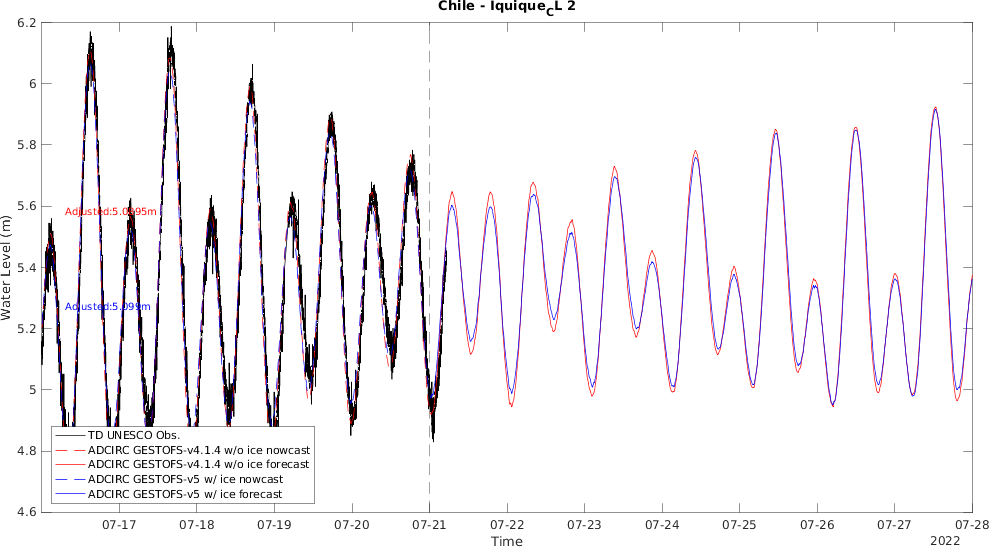 Chile - Iquique_CL 2
6.2
6
5.8
5.6
5.4
5.2
5
4.8
4.6
Water Level (m)
Adjusted:5.0995m
Adjusted:5.099m
TD UNESCO Obs.
ADCIRC GESTOFS-v4.1.4 w/o ice nowcast
ADCIRC GESTOFS-v4.1.4 w/o ice forecast
ADCIRC GESTOFS-v5 w/ ice nowcast
ADCIRC GESTOFS-v5 w/ ice forecast
07-17 07-18 07-19 07-20 07-21 07-22 07-23 07-24 07-25 07-26 07-27 07-28
Time
2022